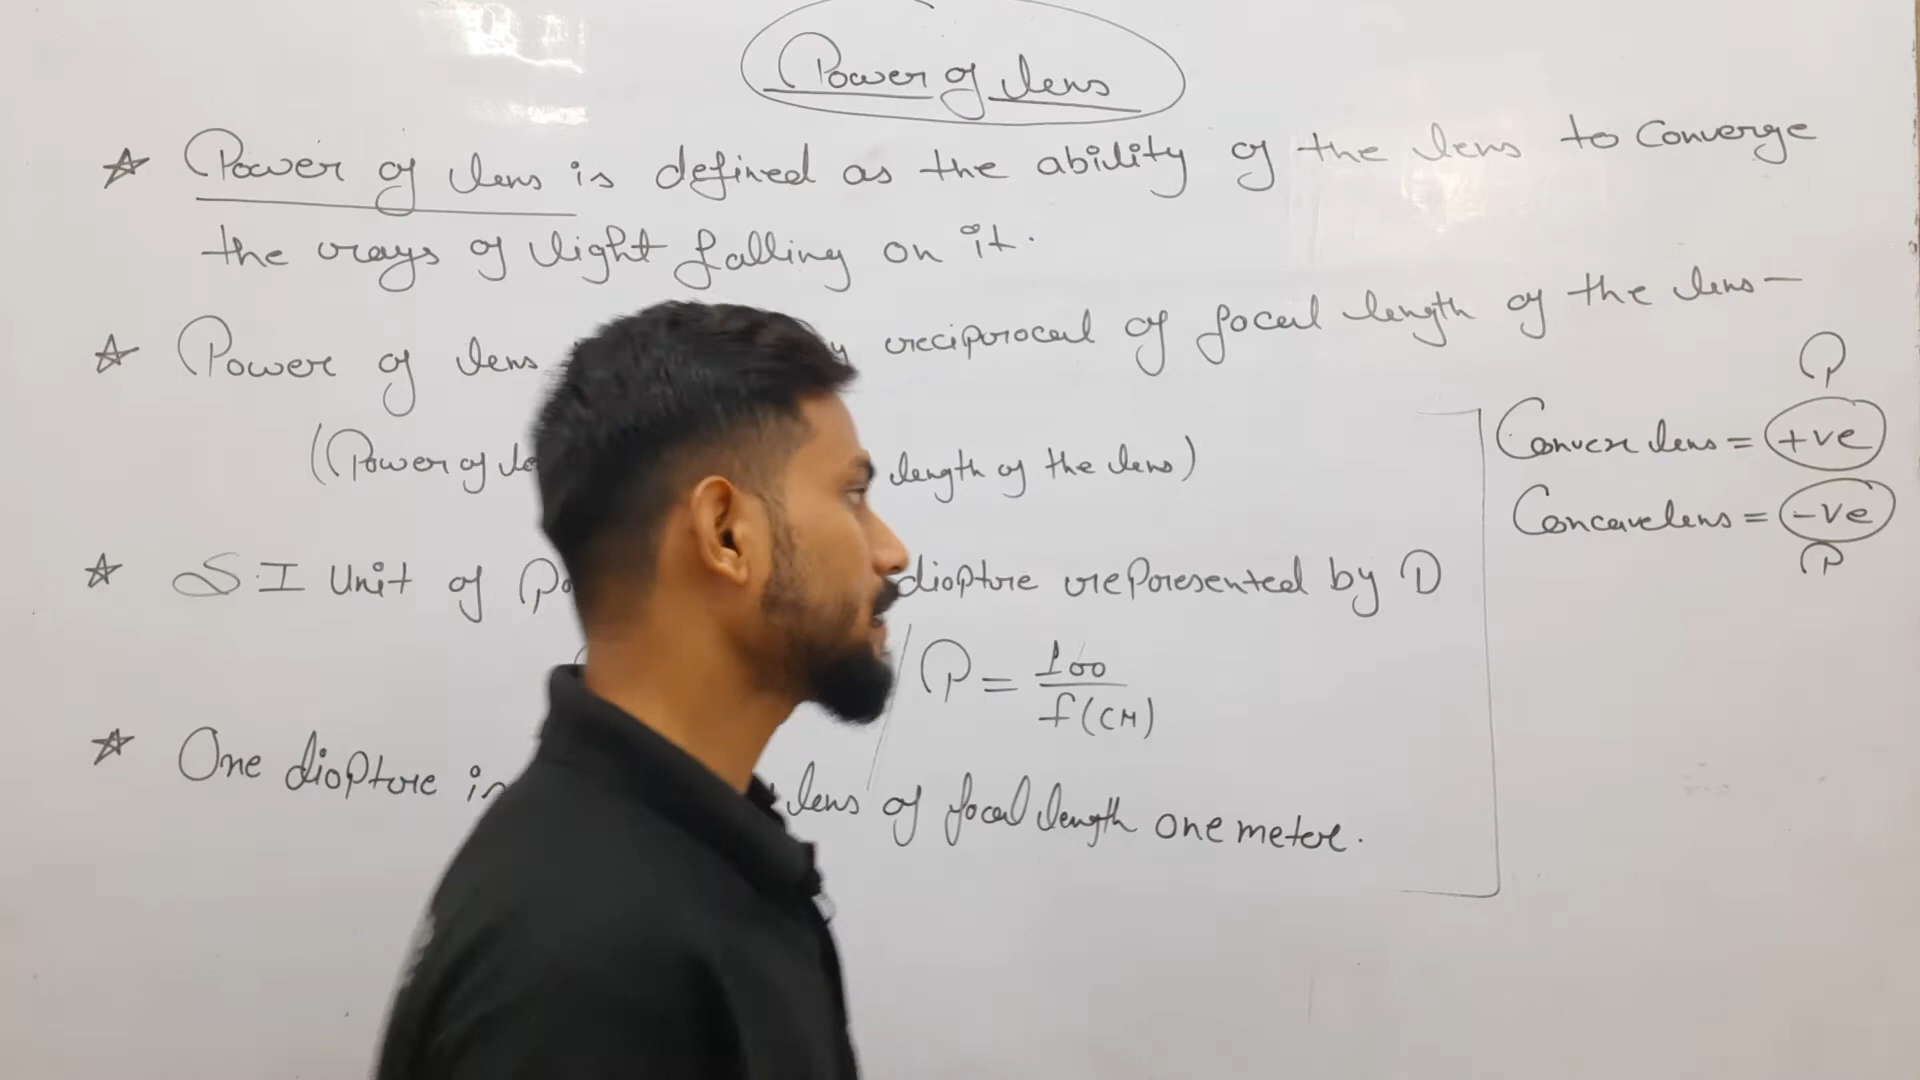 Power of lens
Power of lens is defined as the ability of the lens to Converge
the rays of light falling on it.
Power of lens reciprocal of focal length of the lens-
(Power of length of the lens)
P
Convex lens = +ve
Concave lens = -ve
P
S.I Unit of dioptre rePresented by D
P = 100/f(CM)
One dioptre lens of focal length one meter.